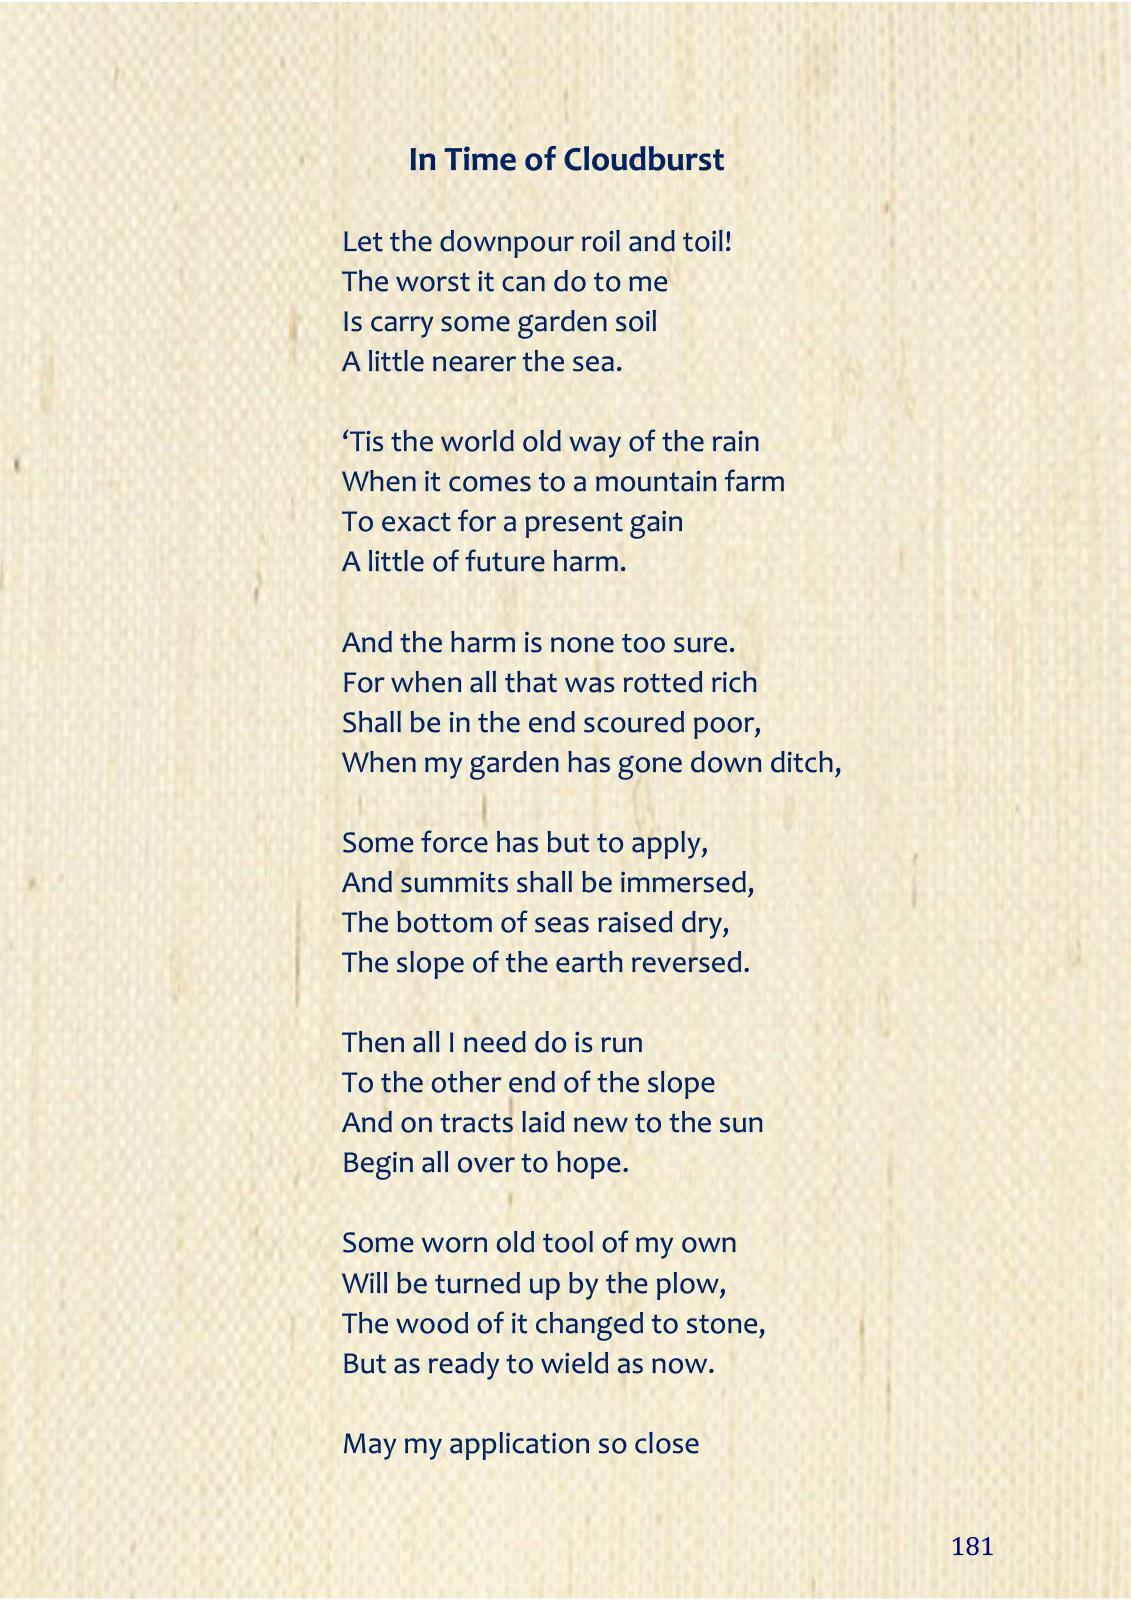 In Time of Cloudburst
Let the downpour roil and toil!
The worst it can do to me
Is carry some garden soil
A little nearer the sea.
‘Tis the world old way of the rain
When it comes to a mountain farm
To exact for a present gain
A little of future harm.
And the harm is none too sure.
For when all that was rotted rich
Shall be in the end scoured poor,
When my garden has gone down ditch,
Some force has but to apply,
And summits shall be immersed,
The bottom of seas raised dry,
The slope of the earth reversed.
Then all I need do is run
To the other end of the slope
And on tracts laid new to the sun
Begin all over to hope.
Some worn old tool of my own
Will be turned up by the plow,
The wood of it changed to stone,
But as ready to wield as now.
May my application so close
181